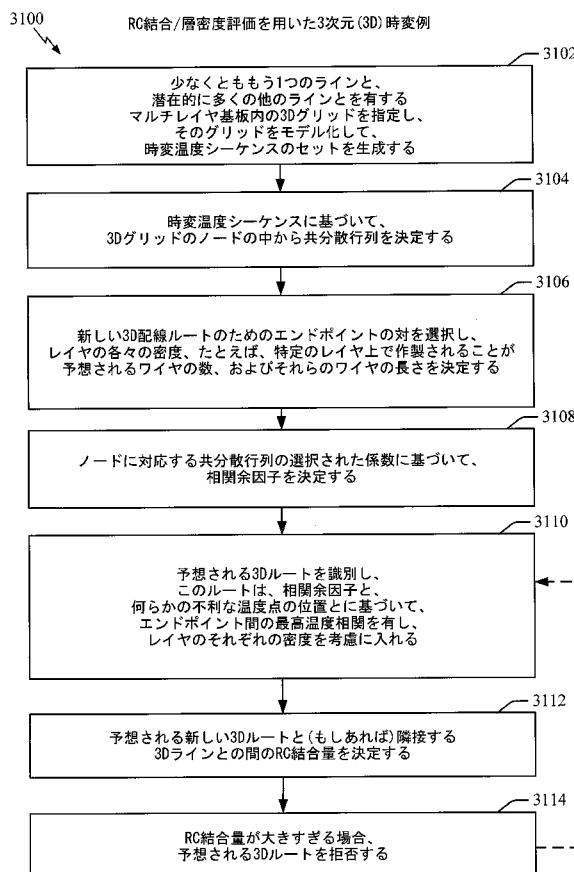 3100
RC結合/層密度評価を用いた3次元(3D)時変例
3102
少なくとももう1つのラインと、
潜在的に多くの他のラインとを有する
マルチレイヤ基板内の3Dグリッドを指定し、
そのグリッドをモデル化して、
時変温度シーケンスのセットを生成する
3104
時変温度シーケンスに基づいて、
3Dグリッドのノードの中から共分散行列を決定する
3106
新しい3D配線ルートのためのエンドポイントの対を選択し、
レイヤの各々の密度、たとえば、特定のレイヤ上で作製されることが
予想されるワイヤの数、およびそれらのワイヤの長さを決定する
3108
ノードに対応する共分散行列の選択された係数に基づいて、
相関余因子を決定する
3110
予想される3Dルートを識別し、
このルートは、相関余因子と、
何らかの不利な温度点の位置とに基づいて、
エンドポイント間の最高温度相関を有し、
レイヤのそれぞれの密度を考慮に入れる
3112
予想される新しい3Dルートと(もしあれば)隣接する
3Dラインとの間のRC結合量を決定する
3114
RC結合量が大きすぎる場合、
予想される3Dルートを拒否する